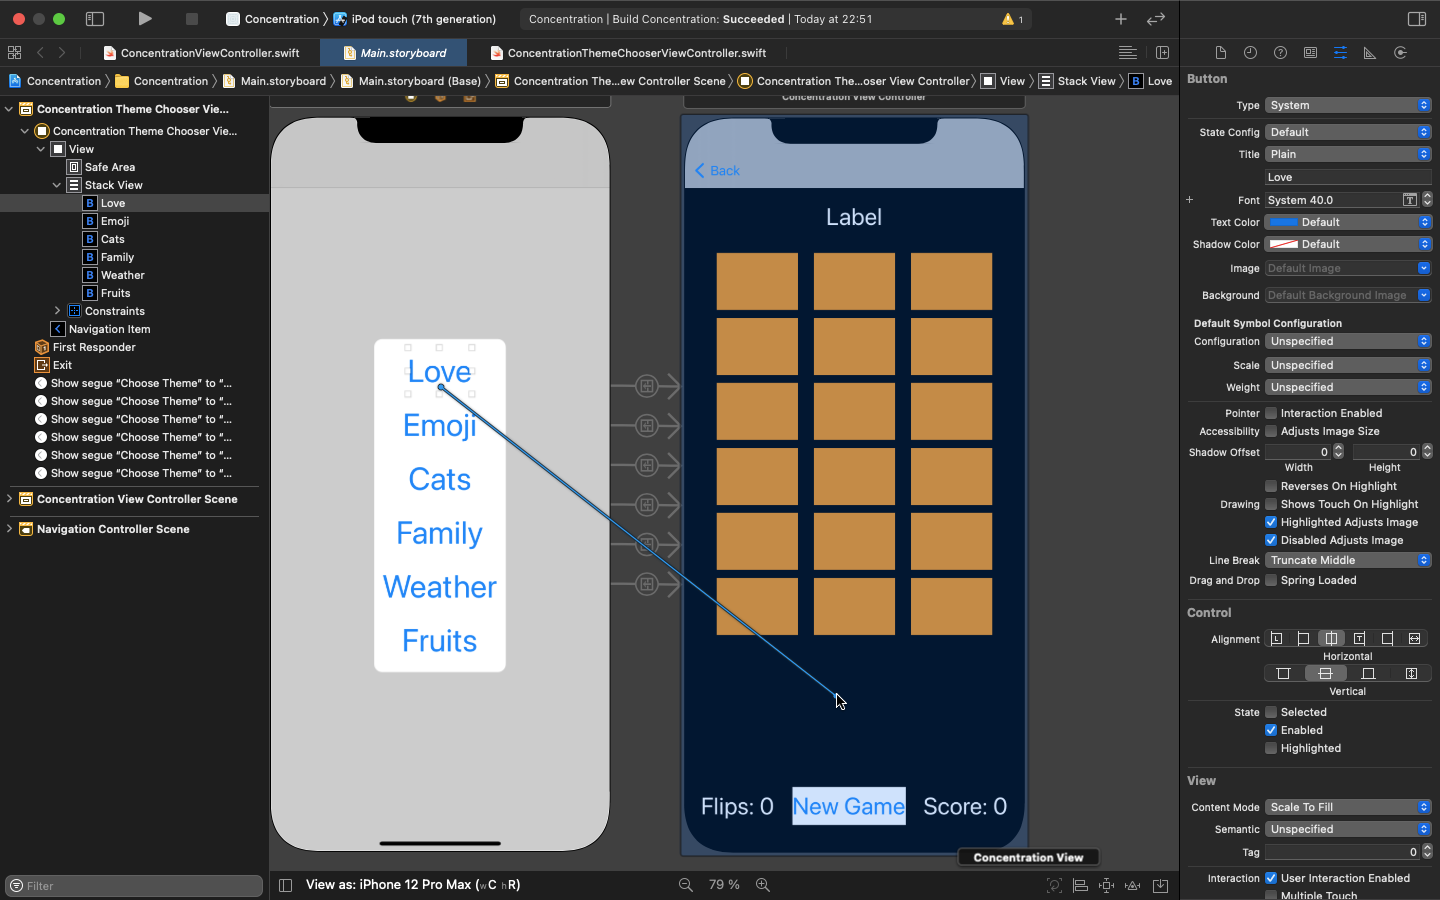 Concentration
iPod touch (7th generation)
Concentration | Build Concentration: Succeeded | Today at 22:51
1
ConcentrationViewController.swift
Main.storyboard
ConcentrationThemeChooserViewController.swift
Concentration
Concentration
Main.storyboard
Main.storyboard (Base)
Concentration The...ew Controller Scene
Concentration The...oser View Controller
View
Stack View
B Love
Concentration Theme Chooser Vie...
Concentration Theme Chooser Vie...
View
Safe Area
Stack View
B Love
B Emoji
B Cats
B Family
B Weather
B Fruits
Constraints
Navigation Item
First Responder
Exit
Show segue “Choose Theme” to “...
Show segue “Choose Theme” to “...
Show segue “Choose Theme” to “...
Show segue “Choose Theme” to “...
Show segue “Choose Theme” to “...
Show segue “Choose Theme” to “...
Concentration View Controller Scene
Navigation Controller Scene
Filter
Love
Emoji
Cats
Family
Weather
Fruits
Concentration View Controller
Back
Label
Flips: 0
New Game
Score: 0
Concentration View
View as: iPhone 12 Pro Max (wC hR)
79 %
Button
Type System
State Config Default
Title Plain
Love
Font System 40.0
Text Color Default
Shadow Color Default
Image Default Image
Background Default Background Image
Default Symbol Configuration
Configuration Unspecified
Scale Unspecified
Weight Unspecified
Pointer Interaction Enabled
Accessibility Adjusts Image Size
Shadow Offset 0 0
Width Height
Reverses On Highlight
Drawing Shows Touch On Highlight
Highlighted Adjusts Image
Disabled Adjusts Image
Line Break Truncate Middle
Drag and Drop Spring Loaded
Control
Alignment
Horizontal
Vertical
State Selected
Enabled
Highlighted
View
Content Mode Scale To Fill
Semantic Unspecified
Tag 0
Interaction User Interaction Enabled
Multiple Touch